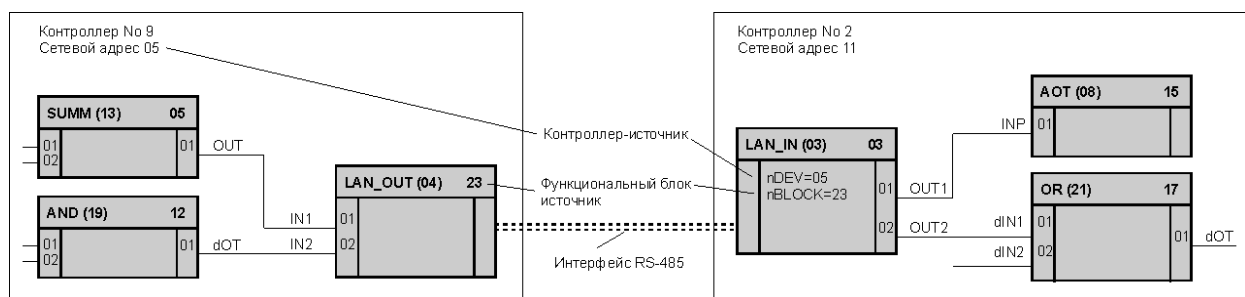 Контроллер No 9
Сетевой адрес 05
SUMM (13) 05
01
02
01
OUT
AND (19) 12
01
02
01
dOT
IN1
IN2
LAN_OUT (04) 23
01
02
Контроллер-источник
Функциональный блок
источник
Интерфейс RS-485
Контроллер No 2
Сетевой адрес 11
LAN_IN (03) 03
nDEV=05
nBLOCK=23
01
02
OUT1
OUT2
INP
AOT (08) 15
01
dIN1
dIN2
OR (21) 17
01
02
01
dOT